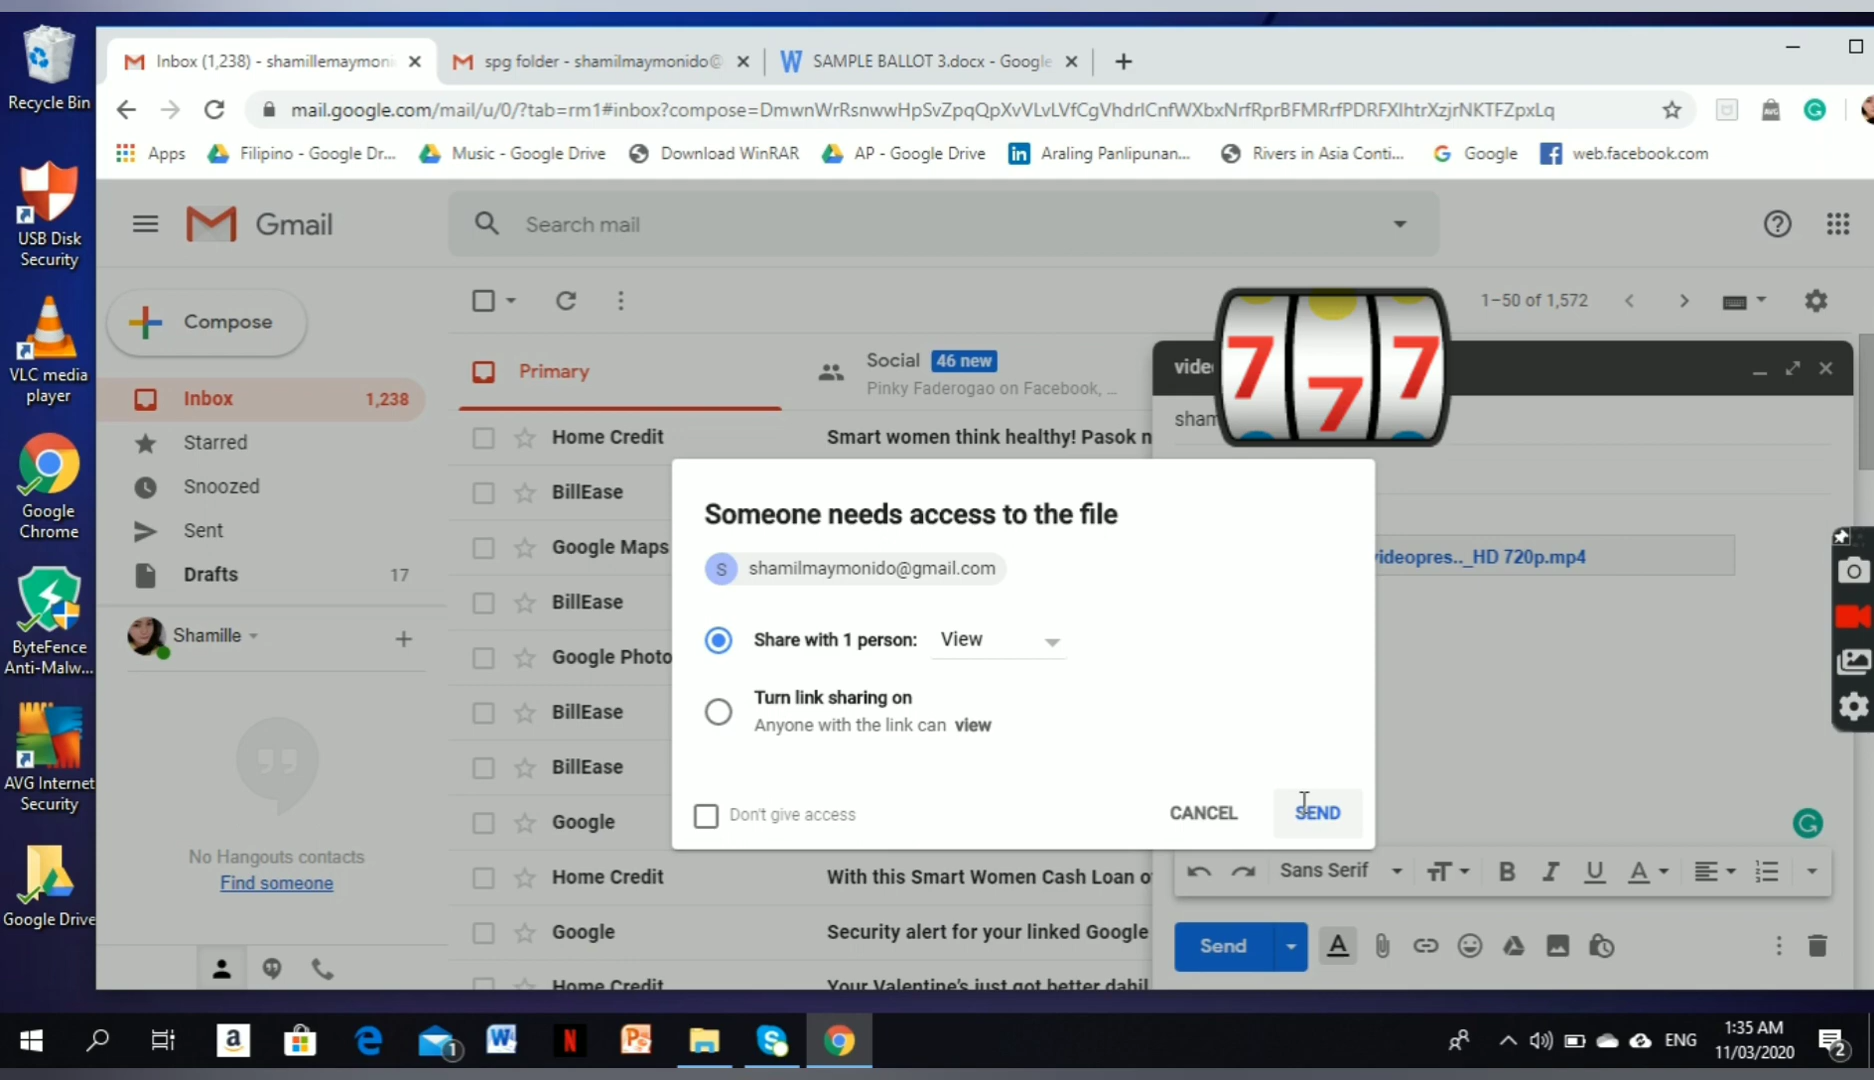 Recycle Bin
USB Disk
Security
VLC media
player
Google
Chrome
ByteFence
Anti-Malw...
AVG Internet
Security
Google Drive
Inbox (1,238) - shamillemaymoni
spg folder - shamilmaymonido@
SAMPLE BALLOT 3.docx - Google
mail.google.com/mail/u/0/?tab=rm1#inbox?compose=DmwnWrRsnwwHpSvZpqQpXvVLvLVfCgVhdrlCnfWXbxNrfRprBFMRrfPDRFXlhtrXzjrNKTFZpxLq
Apps
Filipino - Google Dr...
Music - Google Drive
Download WinRAR
AP - Google Drive
Araling Panlipunan...
Rivers in Asia Conti...
Google
web.facebook.com
Gmail
Search mail
Compose
1–50 of 1,572
Inbox 1,238
Starred
Snoozed
Sent
Drafts 17
Shamille
No Hangouts contacts
Find someone
Primary
Social 46 new
Pinky Faderogao on Facebook, ...
Home Credit Smart women think healthy! Pasok n
BillEase
Google Maps
BillEase
Google Photo
BillEase
BillEase
Google
Home Credit With this Smart Women Cash Loan o
Google Security alert for your linked Google
Home Credit Your Valentine's just got better dahil
777
vide
sham
videopres.._HD 720p.mp4
Someone needs access to the file
S shamilmaymonido@gmail.com
Share with 1 person: View
Turn link sharing on
Anyone with the link can view
Don't give access
CANCEL SEND
Sans Serif
Send
ENG
1:35 AM
11/03/2020
1
2